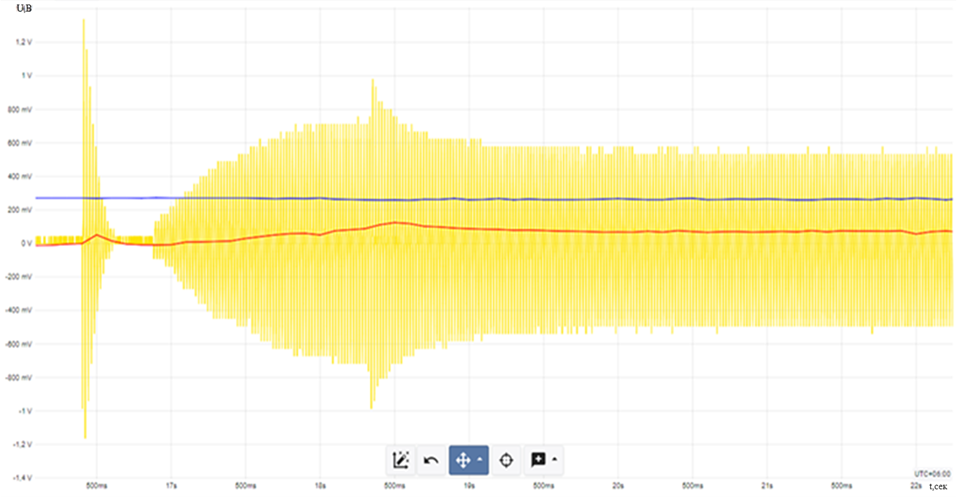 U,B
1,2 V
1 V
800 mV
600 mV
400 mV
200 mV
0 V
-200 mV
-400 mV
-600 mV
-800 mV
-1 V
-1,2 V
-1,4 V
UTC+06:00
500ms 17s 500ms 18s 500ms 19s 500ms 20s 500ms 21s 500ms 22s t,сек